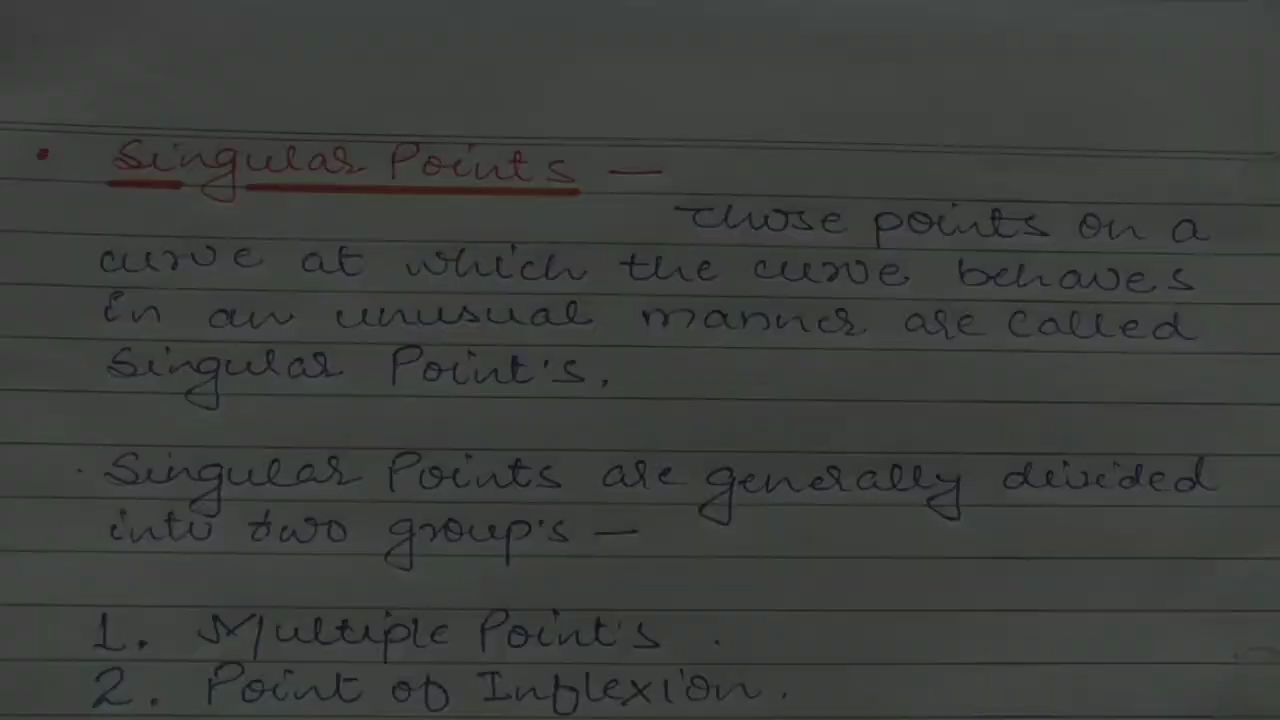 • Singular Points —
Those points on a
curve at which the curve behaves
in an unusual manner are called
Singular Point's.
· Singular Points are generally divided
into two group's —
1. Multiple Point's .
2. Point of Inflexion.